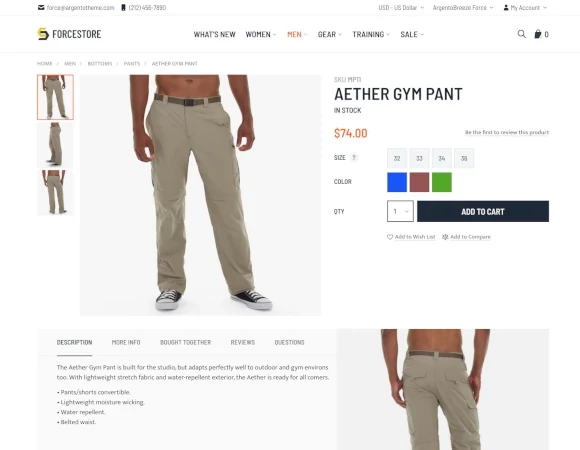 force@argentotheme.com (212) 456-7890 USD - US Dollar ArgentoBreeze Force My Account
FORCESTORE WHAT'S NEW WOMEN MEN GEAR TRAINING SALE 0
HOME / MEN / BOTTOMS / PANTS / AETHER GYM PANT
SKU MP11
AETHER GYM PANT
IN STOCK
$74.00 Be the first to review this product
SIZE ? 32 33 34 36
COLOR
QTY 1 ADD TO CART
Add to Wish List Add to Compare
DESCRIPTION MORE INFO BOUGHT TOGETHER REVIEWS QUESTIONS
The Aether Gym Pant is built for the studio, but adapts perfectly well to outdoor and gym environs
too. With lightweight stretch fabric and water-repellent exterior, the Aether is ready for all comers.
• Pants/shorts convertible.
• Lightweight moisture wicking.
• Water repellent.
• Belted waist.